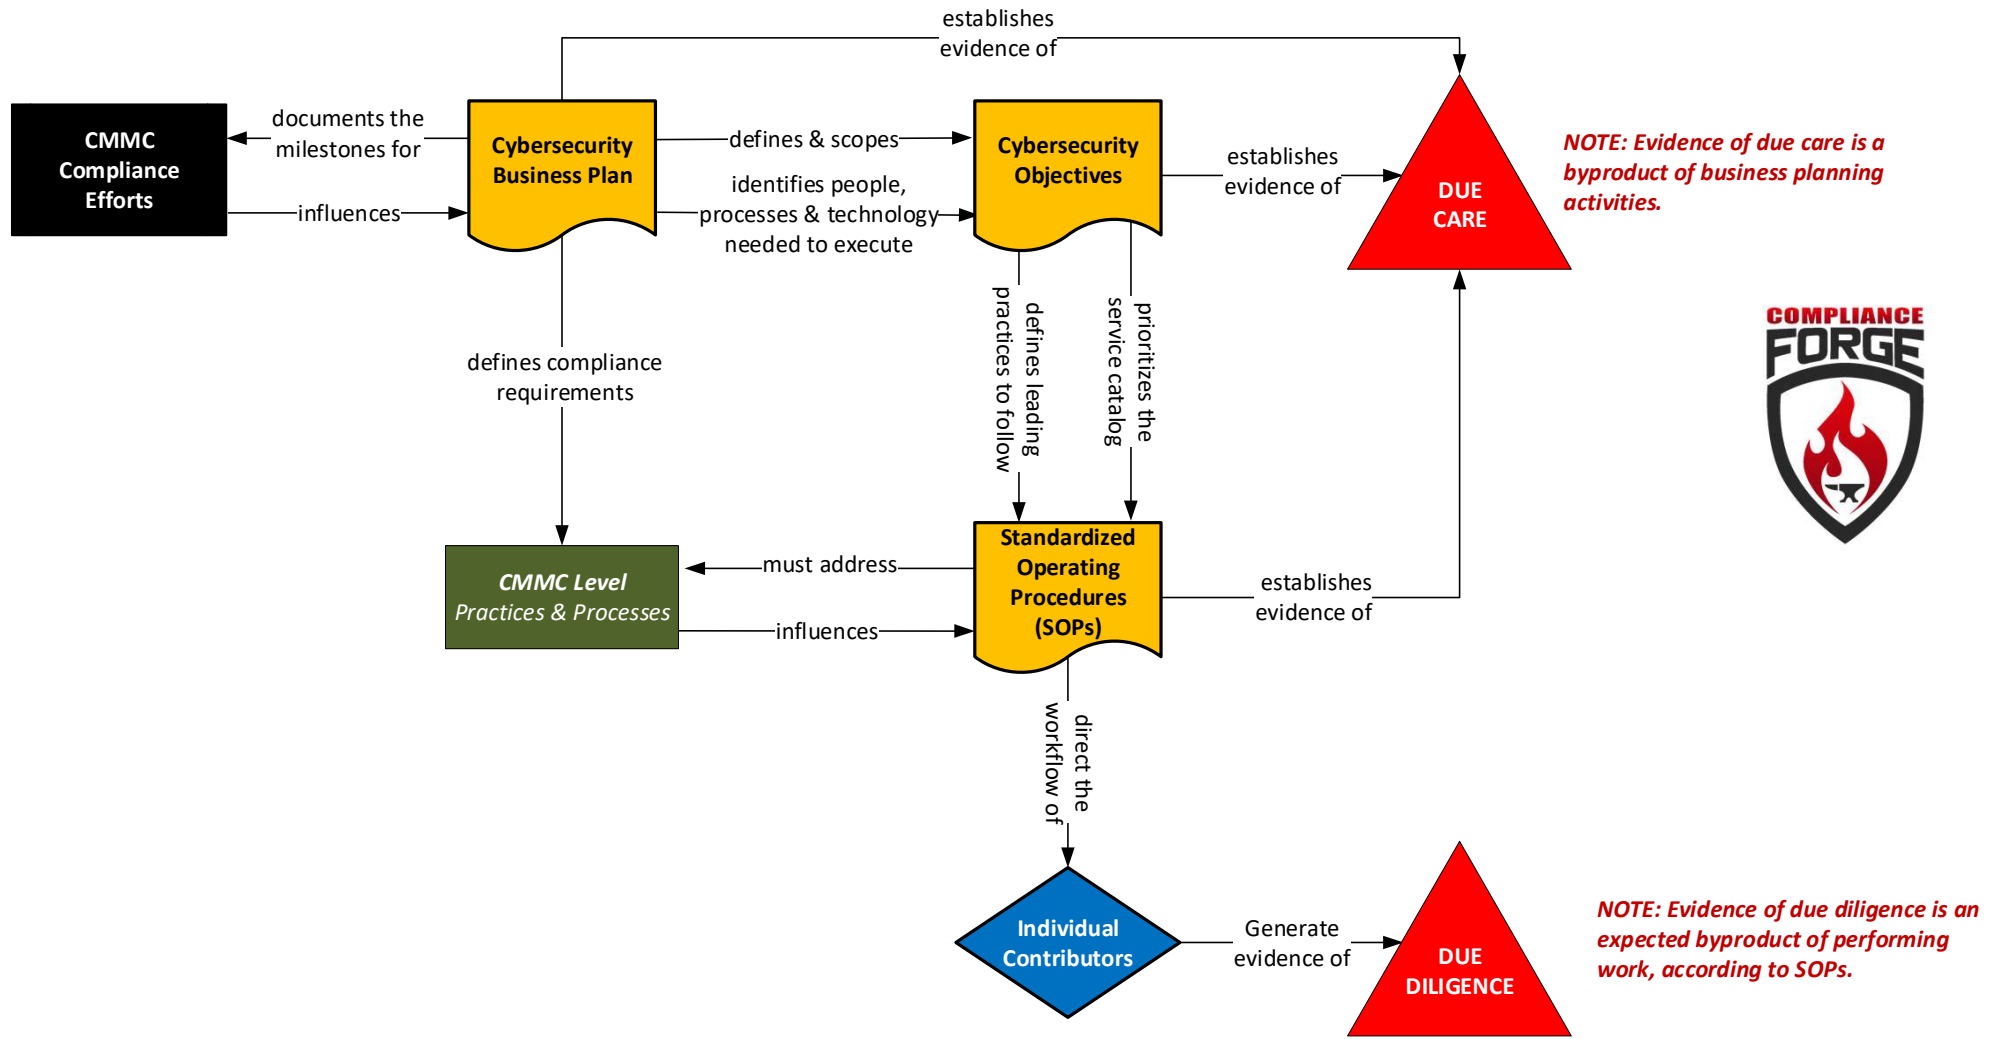 establishes
evidence of
CMMC
Compliance
Efforts
documents the
milestones for
influences
Cybersecurity
Business Plan
defines & scopes
identifies people,
processes & technology
needed to execute
Cybersecurity
Objectives
establishes
evidence of
DUE
CARE
NOTE: Evidence of due care is a
byproduct of business planning
activities.
COMPLIANCE
FORGE
defines compliance
requirements
defines leading
practices to follow
prioritizes the
service catalog
CMMC Level
Practices & Processes
must address
influences
Standardized
Operating
Procedures
(SOPs)
establishes
evidence of
direct the
workflow of
Individual
Contributors
Generate
evidence of
DUE
DILIGENCE
NOTE: Evidence of due diligence is an
expected byproduct of performing
work, according to SOPs.